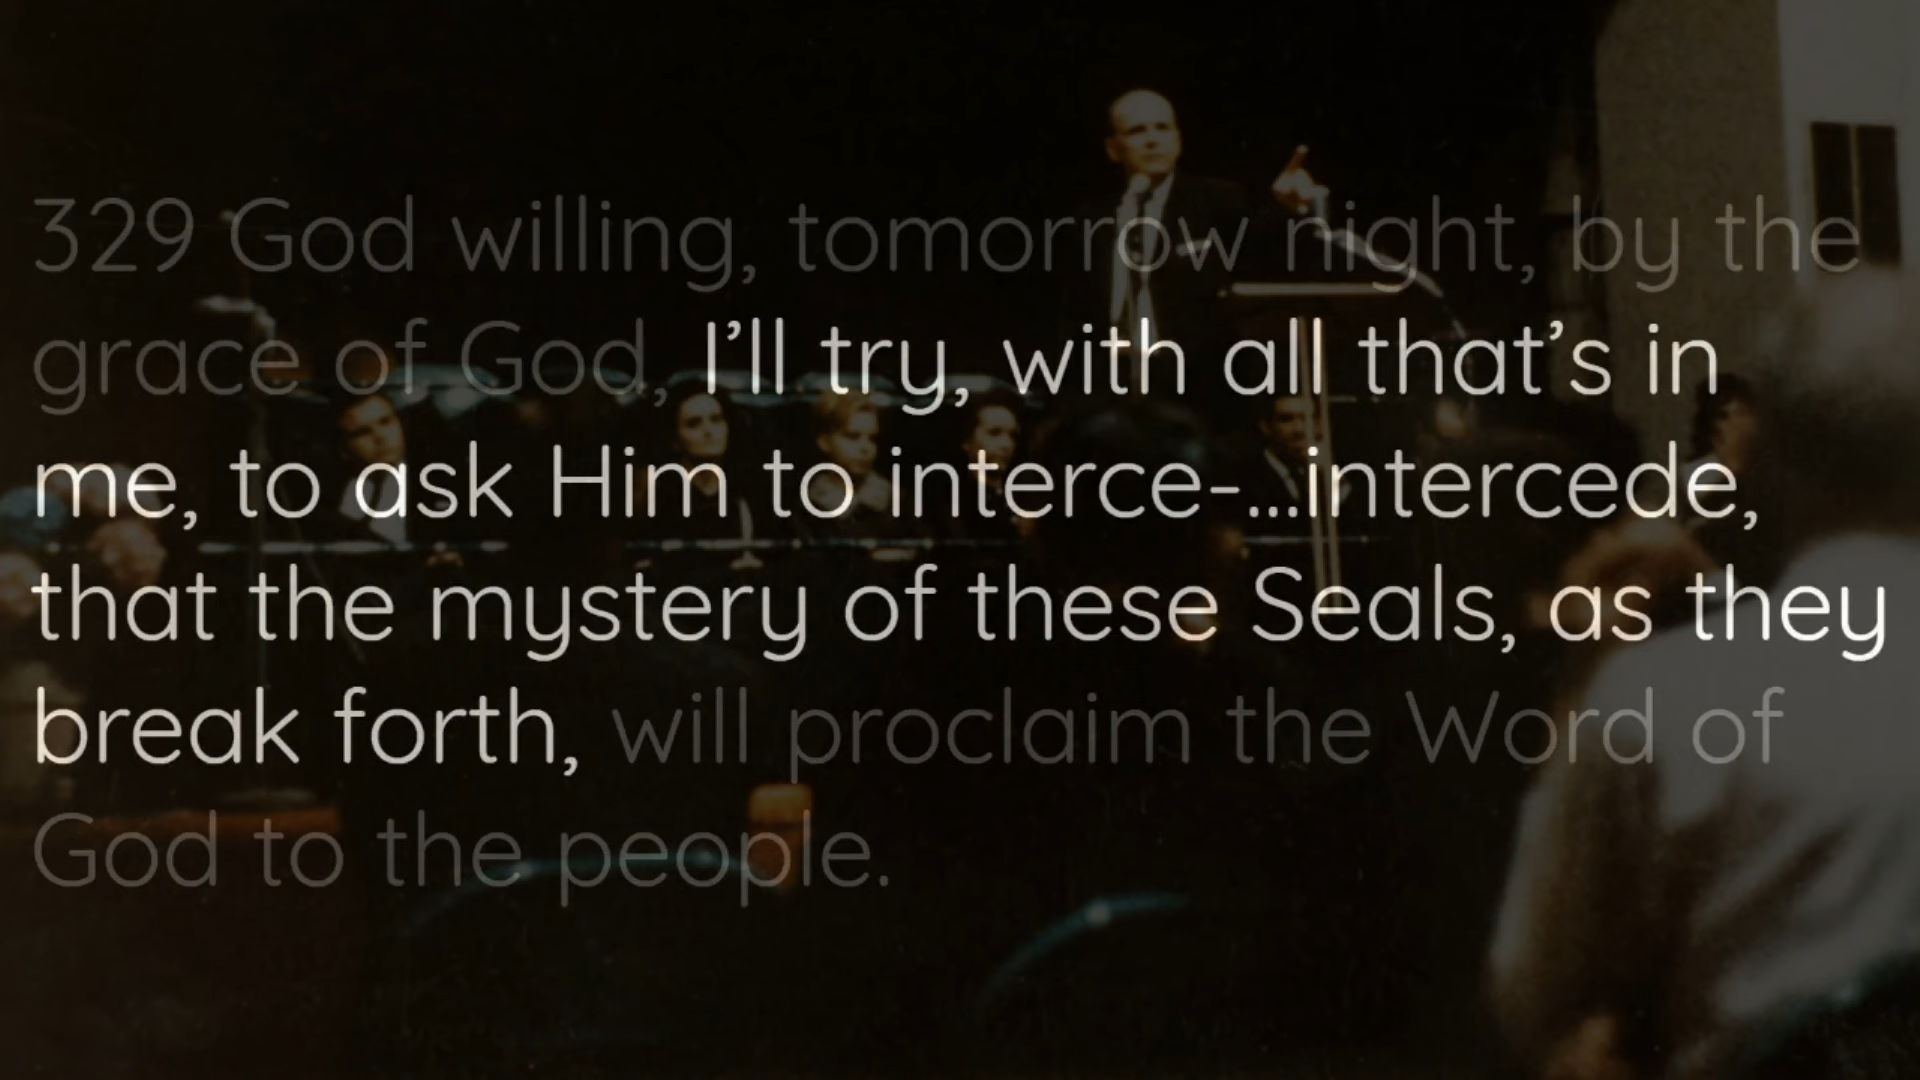 329 God willing, tomorrow night, by the
grace of God, I’ll try, with all that’s in
me, to ask Him to interce-...intercede,
that the mystery of these Seals, as they
break forth, will proclaim the Word of
God to the people.